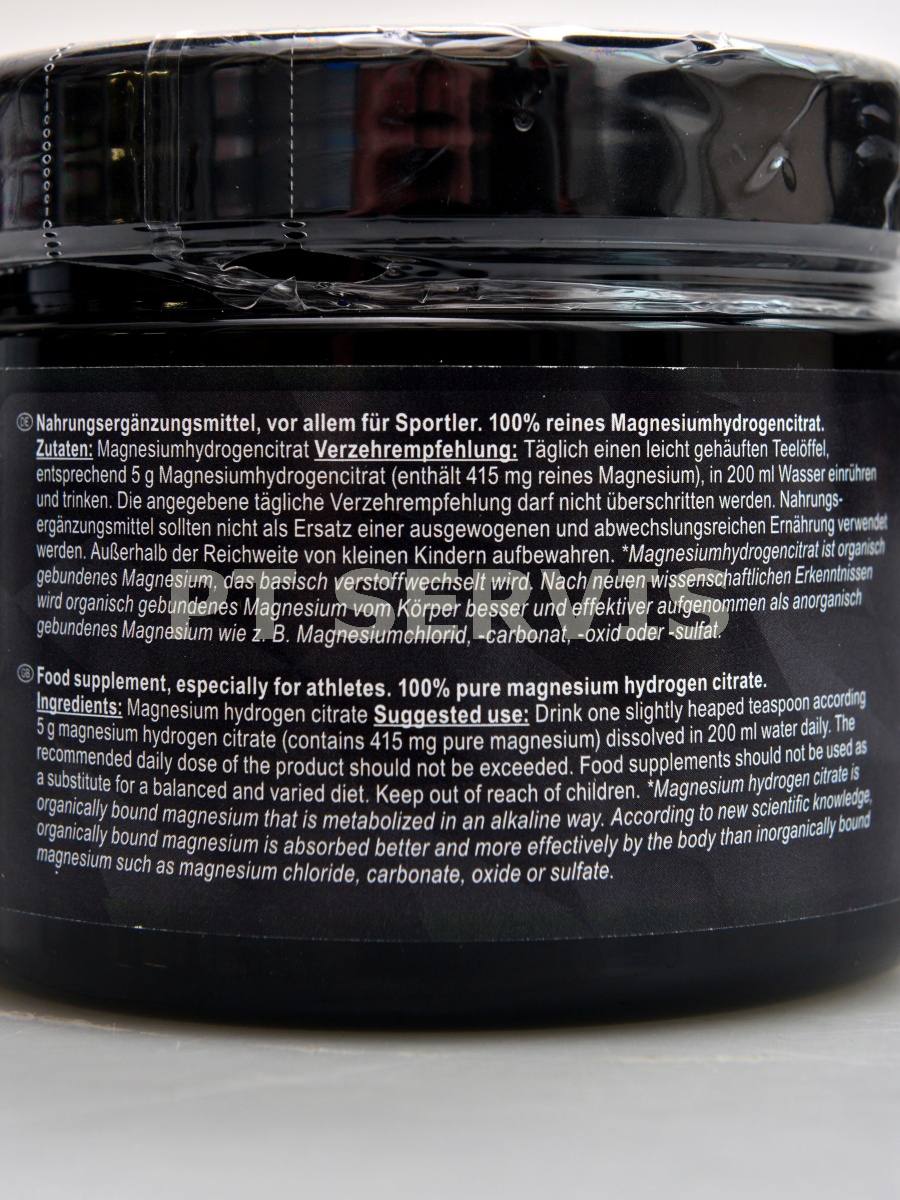 DE Nahrungsergänzungsmittel, vor allem für Sportler. 100% reines Magnesiumhydrogencitrat.
Zutaten: Magnesiumhydrogencitrat Verzehrempfehlung: Täglich einen leicht gehäuften Teelöffel,
entsprechend 5 g Magnesiumhydrogencitrat (enthält 415 mg reines Magnesium), in 200 ml Wasser einrühren
und trinken. Die angegebene tägliche Verzehrempfehlung darf nicht überschritten werden. Nahrungs-
ergänzungsmittel sollten nicht als Ersatz einer ausgewogenen und abwechslungsreichen Ernährung verwendet
werden. Außerhalb der Reichweite von kleinen Kindern aufbewahren. *Magnesiumhydrogencitrat ist organisch
gebundenes Magnesium, das basisch verstoffwechselt wird. Nach neuen wissenschaftlichen Erkenntnissen
wird organisch gebundenes Magnesium vom Körper besser und effektiver aufgenommen als anorganisch
gebundenes Magnesium wie z. B. Magnesiumchlorid, -carbonat, -oxid oder -sulfat.
PT SERVIS
GB Food supplement, especially for athletes. 100% pure magnesium hydrogen citrate.
Ingredients: Magnesium hydrogen citrate Suggested use: Drink one slightly heaped teaspoon according
5 g magnesium hydrogen citrate (contains 415 mg pure magnesium) dissolved in 200 ml water daily. The
recommended daily dose of the product should not be exceeded. Food supplements should not be used as
a substitute for a balanced and varied diet. Keep out of reach of children. *Magnesium hydrogen citrate is
organically bound magnesium that is metabolized in an alkaline way. According to new scientific knowledge,
organically bound magnesium is absorbed better and more effectively by the body than inorganically bound
magnesium such as magnesium chloride, carbonate, oxide or sulfate.